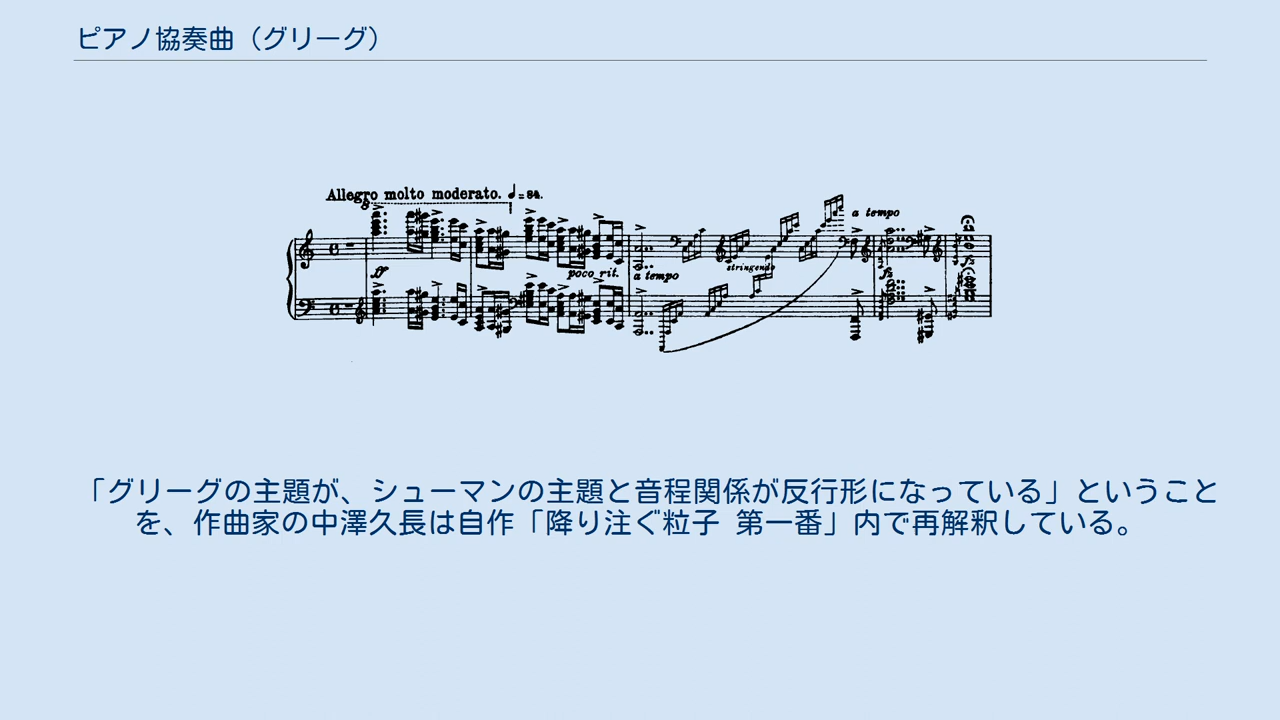 ピアノ協奏曲（グリーグ）
Allegro molto moderato. ♩=84.
8
a tempo
ff
poco rit.
a tempo
stringendo
fz
「グリーグの主題が、シューマンの主題と音程関係が反行形になっている」ということ
を、作曲家の中澤久長は自作「降り注ぐ粒子 第一番」内で再解釈している。